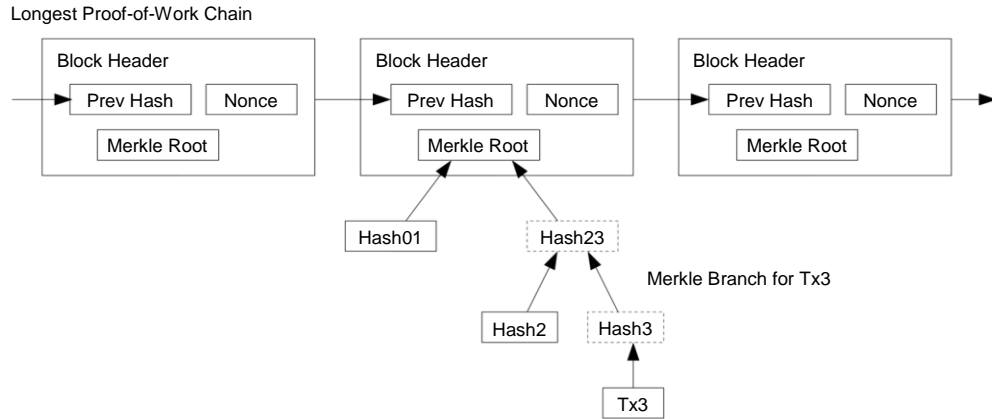 Longest Proof-of-Work Chain
Block Header
Block Header
Block Header
Prev Hash
Nonce
Prev Hash
Nonce
Prev Hash
Nonce
Merkle Root
Merkle Root
Merkle Root
Hash01
Hash23
Merkle Branch for Tx3
Hash2
Hash3
Tx3